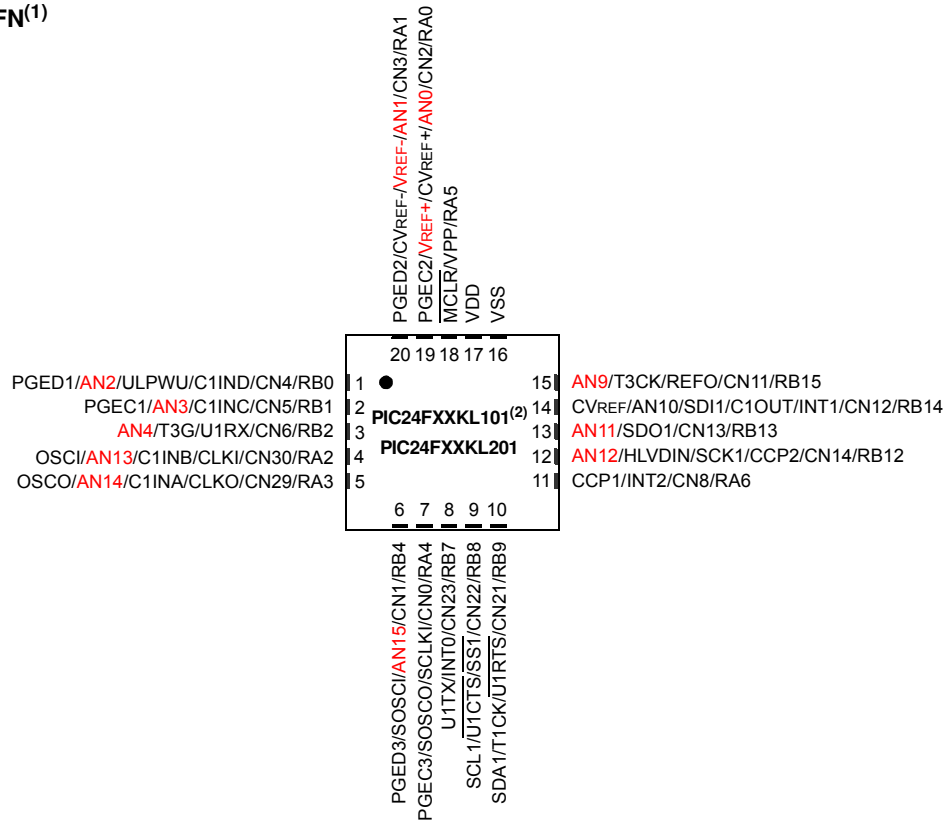 FN(1)
PGED2/CVREF-/VREF-/AN1/CN3/RA1
PGEC2/VREF+/CVREF+/AN0/CN2/RA0
MCLR/VPP/RA5
VDD
VSS
20 19 18 17 16
PGED1/AN2/ULPWU/C1IND/CN4/RB0 1
PGEC1/AN3/C1INC/CN5/RB1 2
AN4/T3G/U1RX/CN6/RB2 3
OSCI/AN13/C1INB/CLKI/CN30/RA2 4
OSCO/AN14/C1INA/CLKO/CN29/RA3 5
PIC24FXXKL101(2)
PIC24FXXKL201
15 AN9/T3CK/REFO/CN11/RB15
14 CVREF/AN10/SDI1/C1OUT/INT1/CN12/RB14
13 AN11/SDO1/CN13/RB13
12 AN12/HLVDIN/SCK1/CCP2/CN14/RB12
11 CCP1/INT2/CN8/RA6
6 7 8 9 10
PGED3/SOSCI/AN15/CN1/RB4
PGEC3/SOSCO/SCLKI/CN0/RA4
U1TX/INT0/CN23/RB7
SCL1/U1CTS/SS1/CN22/RB8
SDA1/T1CK/U1RTS/CN21/RB9